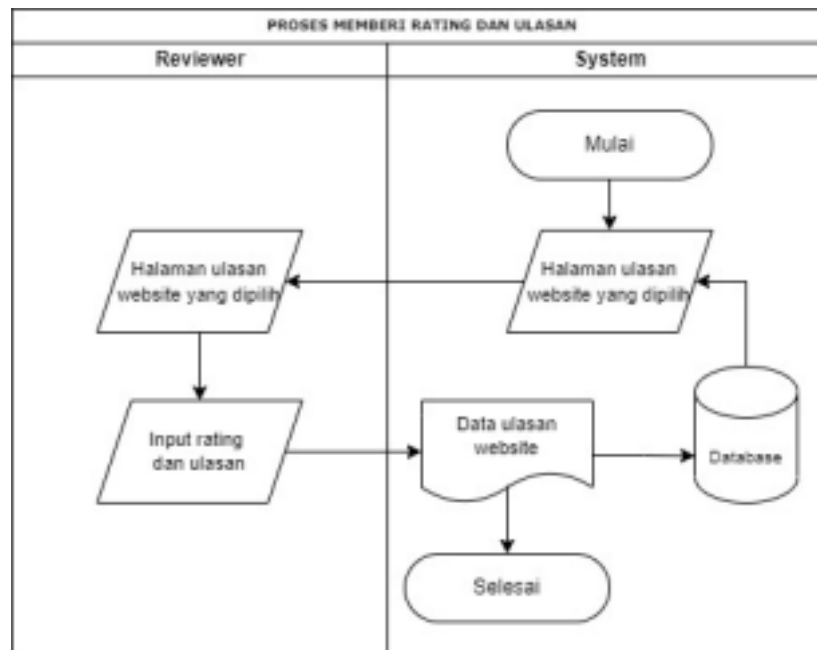 PROSES MEMBERI RATING DAN ULASAN
Reviewer
System
Mulai
Halaman ulasan
website yang dipilih
Halaman ulasan
website yang dipilih
Input rating
dan ulasan
Data ulasan
website
Database
Selesai